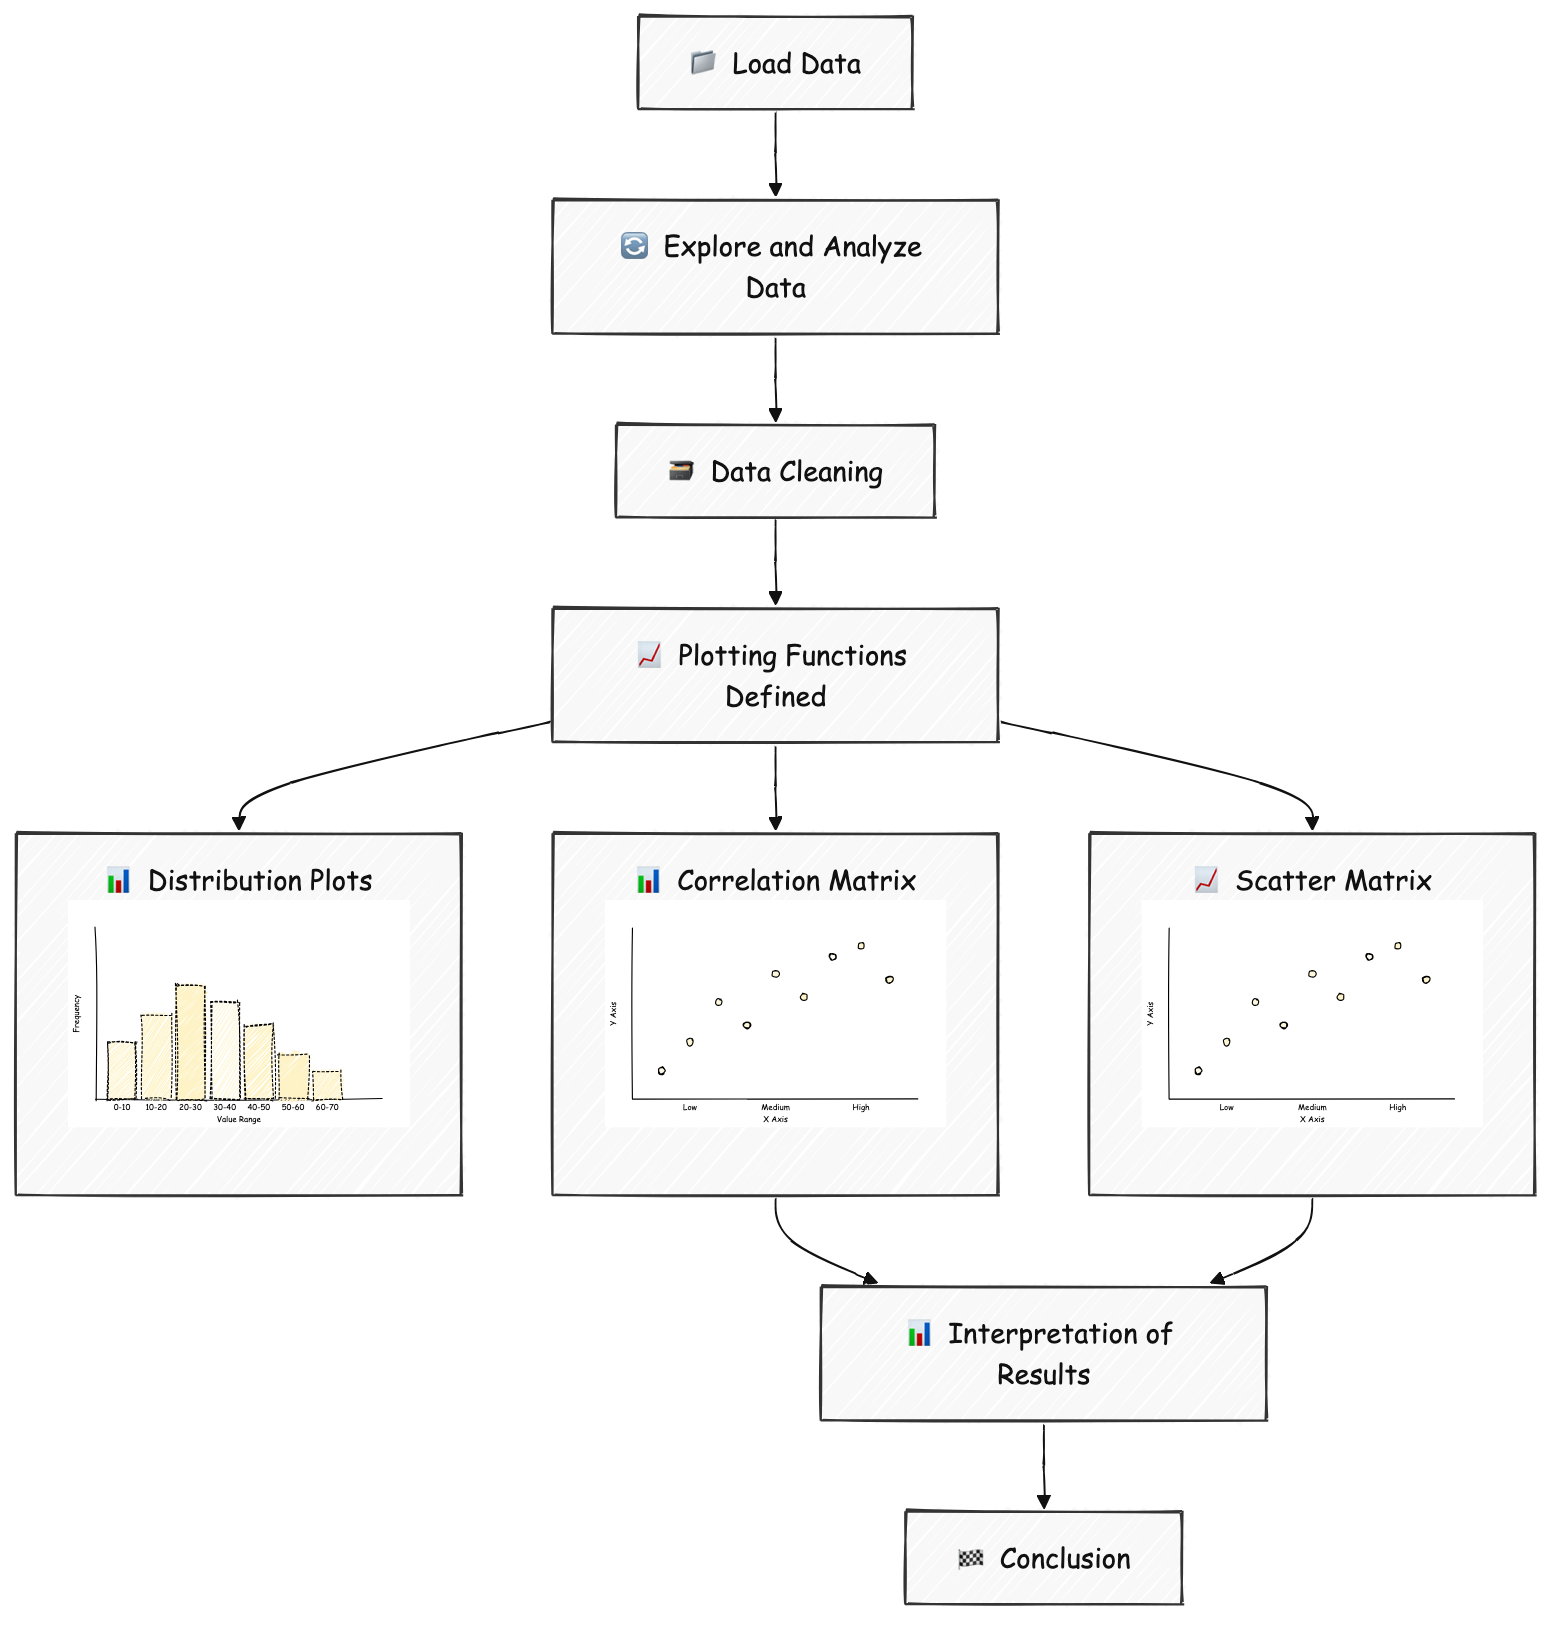 Load Data
Explore and Analyze
Data
Data Cleaning
Plotting Functions
Defined
Distribution Plots
Frequency
0-10 10-20 20-30 30-40 40-50 50-60 60-70
Value Range
Correlation Matrix
Y Axis
Low Medium High
X Axis
Scatter Matrix
Y Axis
Low Medium High
X Axis
Interpretation of
Results
Conclusion